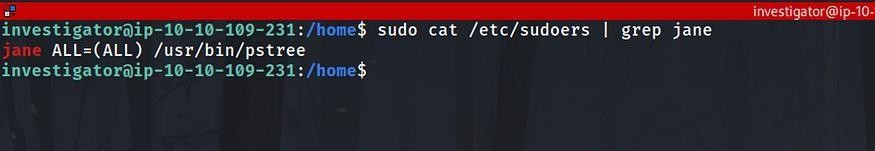 investigator@ip-10-
investigator@ip-10-10-109-231:/home$ sudo cat /etc/sudoers | grep jane
jane ALL=(ALL) /usr/bin/pstree
investigator@ip-10-10-109-231:/home$